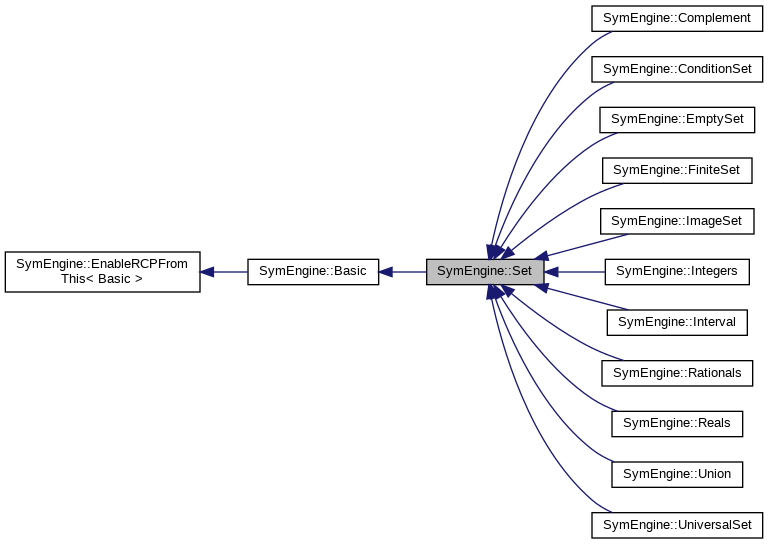 SymEngine::Complement
SymEngine::ConditionSet
SymEngine::EmptySet
SymEngine::FiniteSet
SymEngine::ImageSet
SymEngine::EnableRCPFrom
This< Basic >
SymEngine::Basic
SymEngine::Set
SymEngine::Integers
SymEngine::Interval
SymEngine::Rationals
SymEngine::Reals
SymEngine::Union
SymEngine::UniversalSet